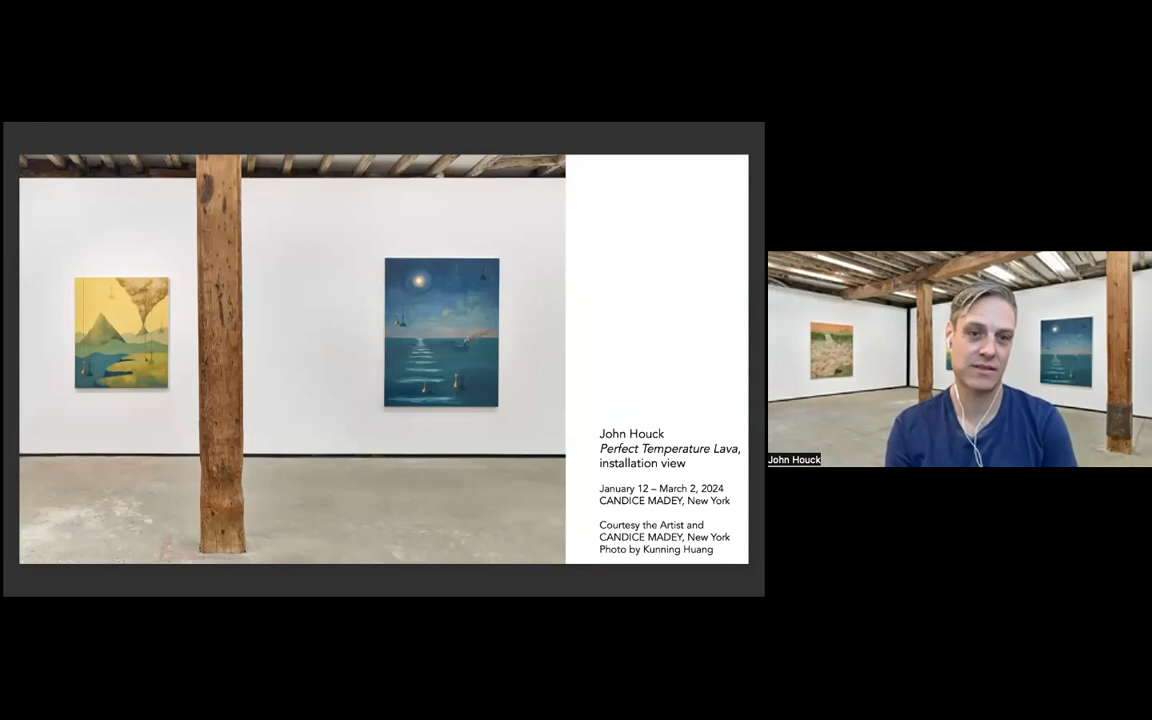 John Houck
Perfect Temperature Lava,
installation view
January 12 – March 2, 2024
CANDICE MADEY, New York
Courtesy the Artist and
CANDICE MADEY, New York
Photo by Kunning Huang
John Houck